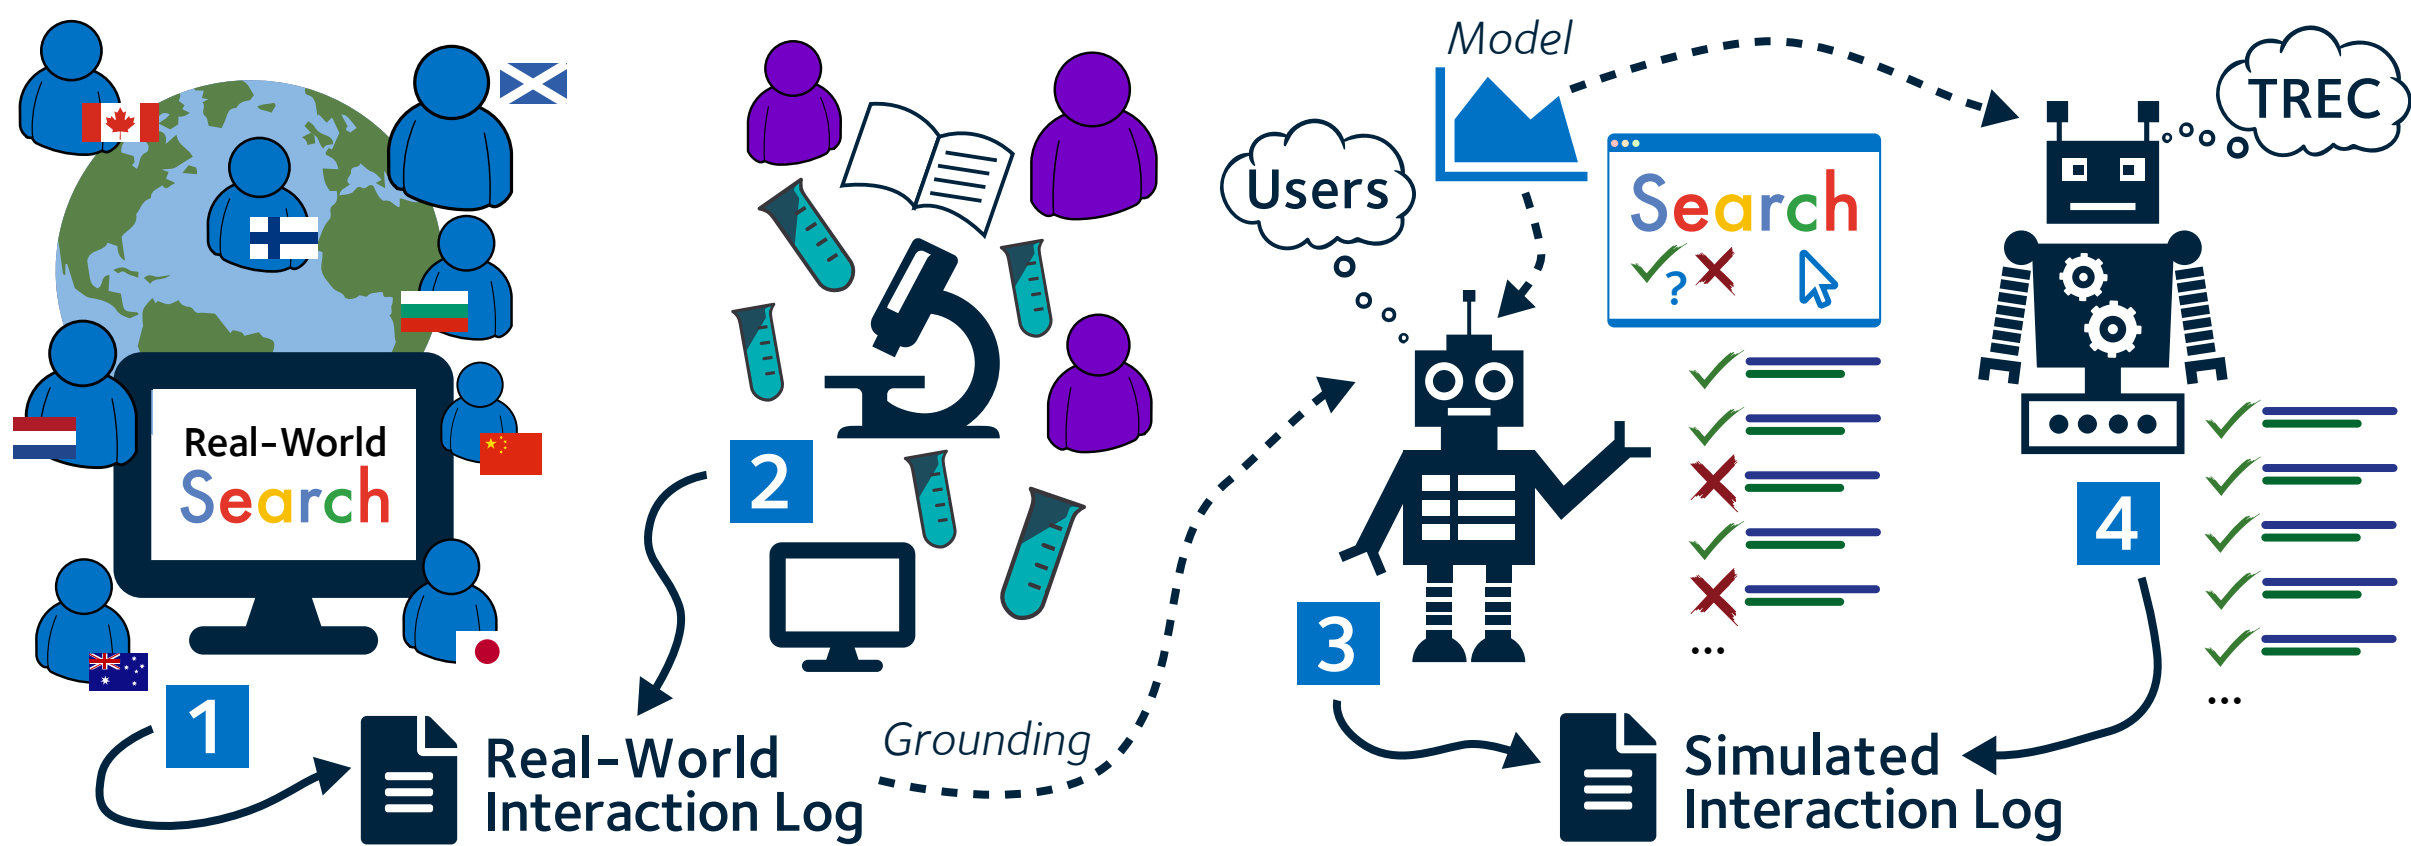 Real-World
Search
1
2
Real-World
Interaction Log
Grounding
Users
Model
Search
?
3
...
TREC
4
...
Simulated
Interaction Log